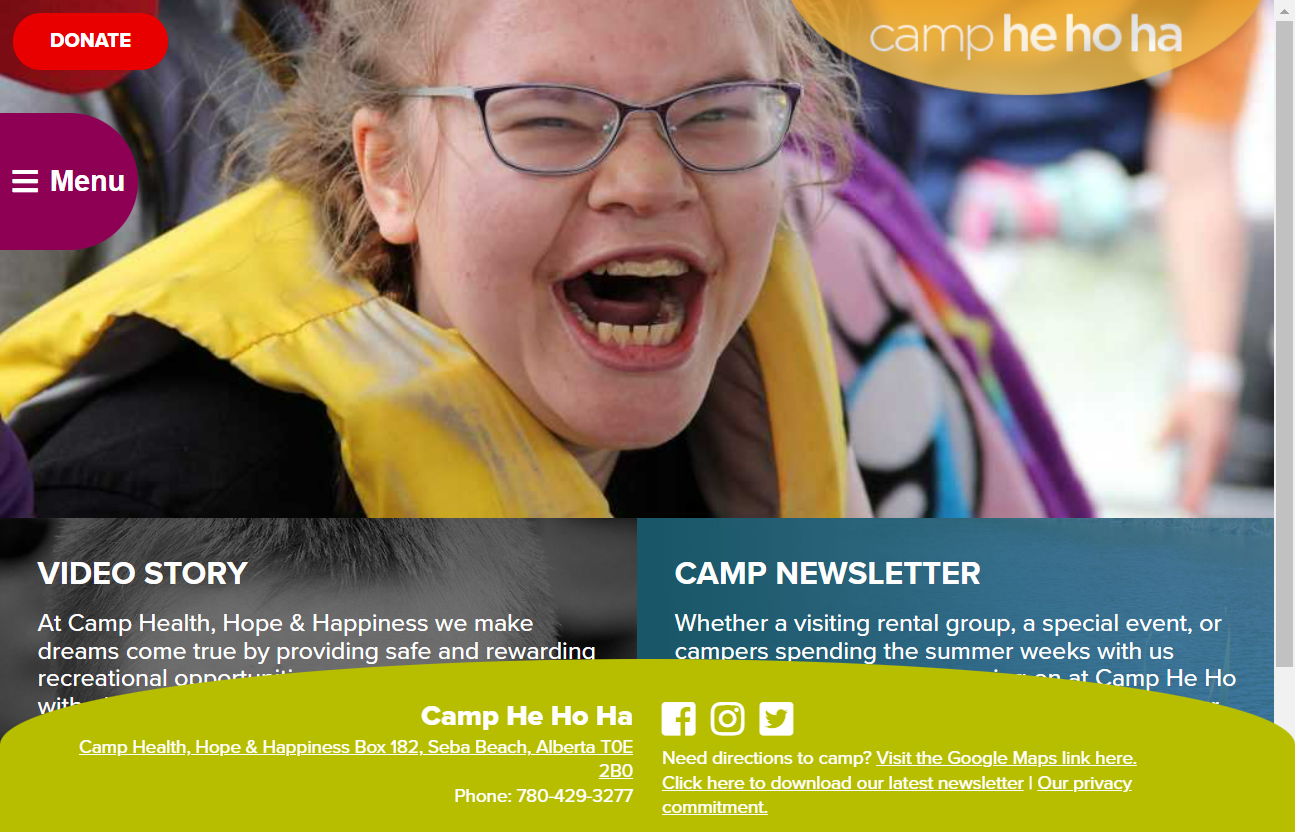 DONATE
camp he ho ha
Menu
VIDEO STORY
At Camp Health, Hope & Happiness we make
dreams come true by providing safe and rewarding
recreational
CAMP NEWSLETTER
Whether a visiting rental group, a special event, or
campers spending the summer weeks with us
on at Camp He Ho
Camp He Ho Ha
Camp Health, Hope & Happiness Box 182, Seba Beach, Alberta T0E
2B0
Phone: 780-429-3277
Need directions to camp? Visit the Google Maps link here.
Click here to download our latest newsletter | Our privacy
commitment.